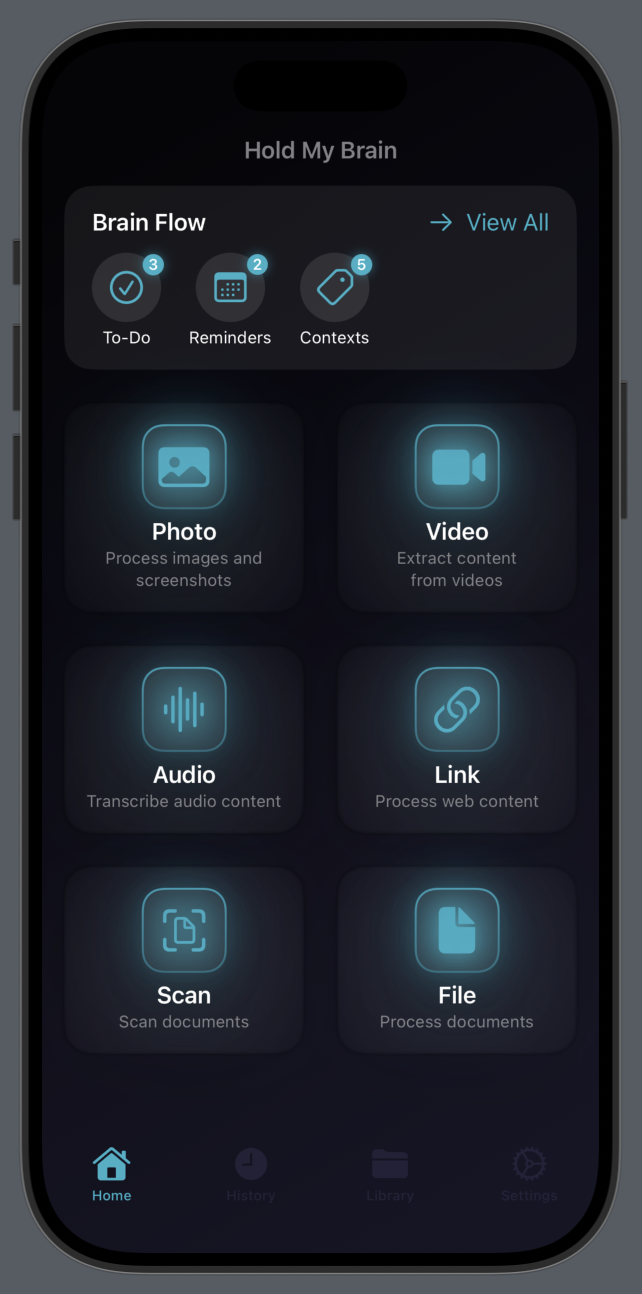 Hold My Brain
Brain Flow
→ View All
3
2
5
To-Do
Reminders
Contexts
Photo
Process images and
screenshots
Video
Extract content
from videos
Audio
Transcribe audio content
Link
Process web content
Scan
Scan documents
File
Process documents
Home
History
Library
Settings